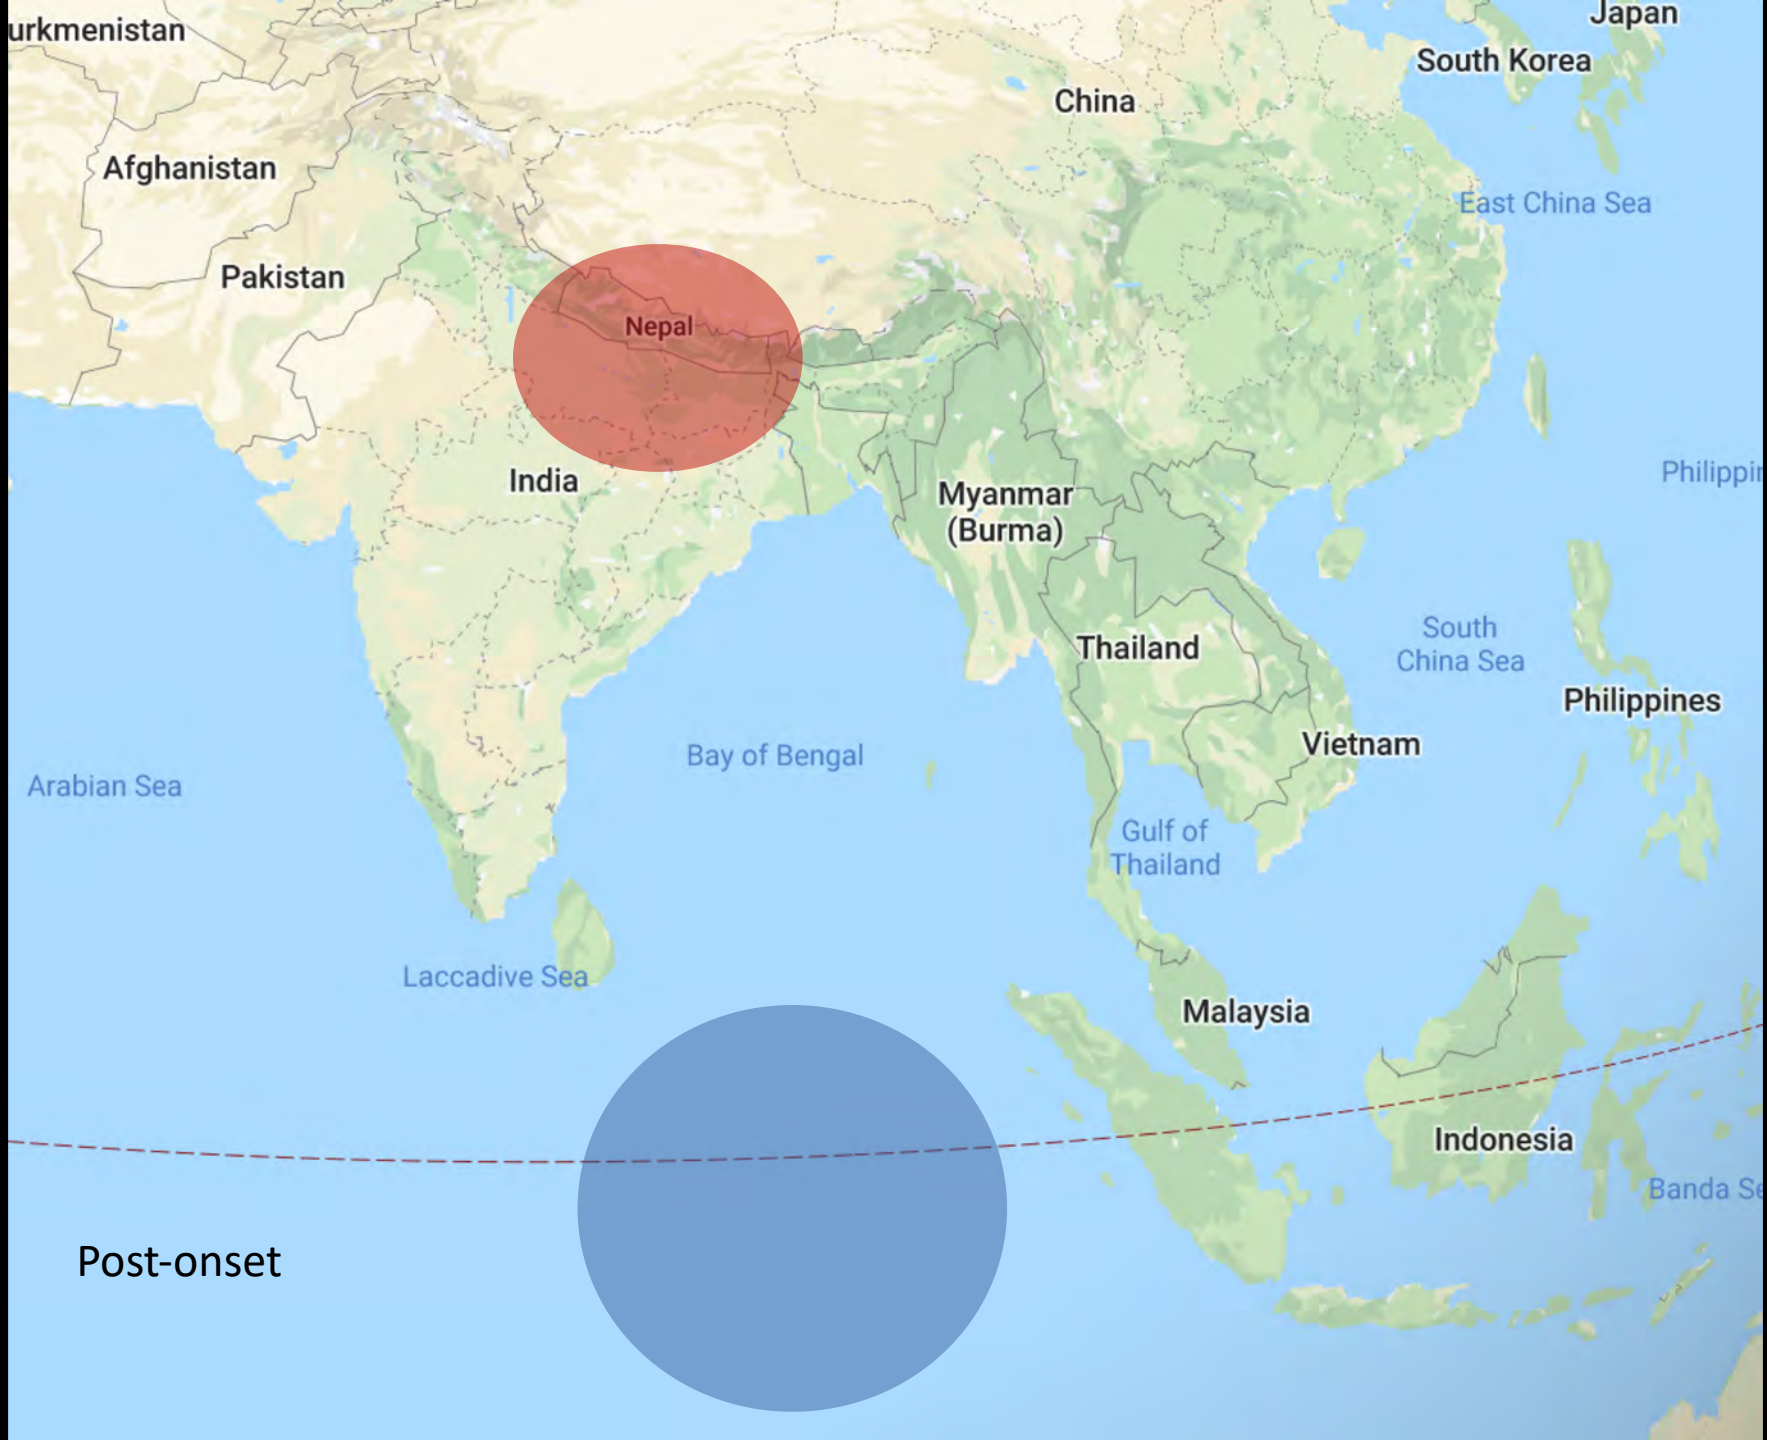 urkmenistan
Japan
South Korea
China
Afghanistan
East China Sea
Pakistan
Nepal
India
Philippin
Myanmar
(Burma)
South
China Sea
Thailand
Philippines
Vietnam
Bay of Bengal
Arabian Sea
Gulf of
Thailand
Laccadive Sea
Malaysia
Indonesia
Banda Se
Post-onset